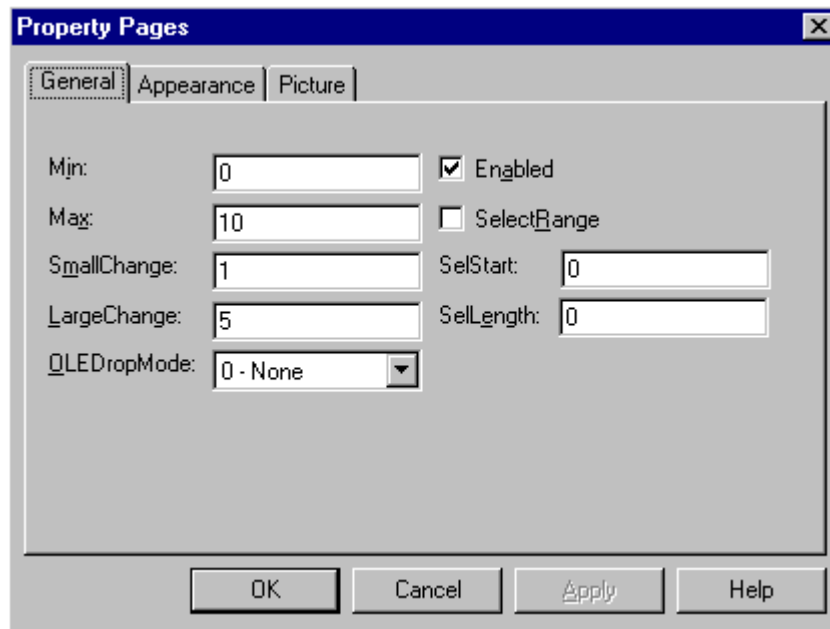 Property Pages
General Appearance Picture
Min: 0 Enabled
Max: 10 SelectRange
SmallChange: 1 SelStart: 0
LargeChange: 5 SelLength: 0
OLEDropMode: 0 - None
OK Cancel Apply Help